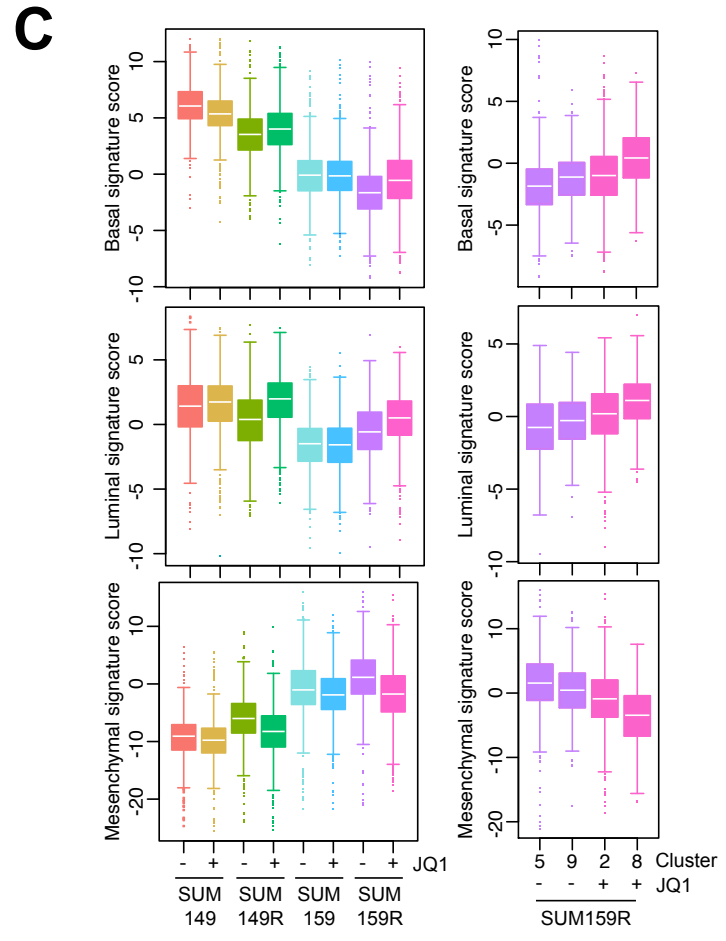 C
Basal signature score
10
5
0
-5
-10
10
5
0
-5
Basal signature score
Luminal signature score
5
0
-5
-10
5
0
-5
-10
Luminal signature score
Mesenchymal signature score
10
0
-10
-20
10
0
-10
-20
Mesenchymal signature score
- + - + - + - + JQ1
SUM SUM SUM SUM
149 149R 159 159R
5 9 2 8 Cluster
- - + + JQ1
SUM159R